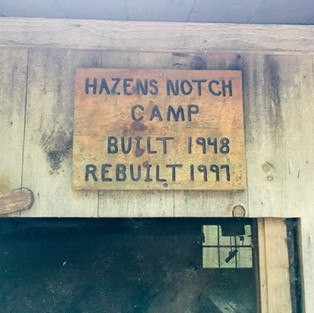 HAZENS NOTCH
CAMP
BUILT 1948
REBUILT 1997